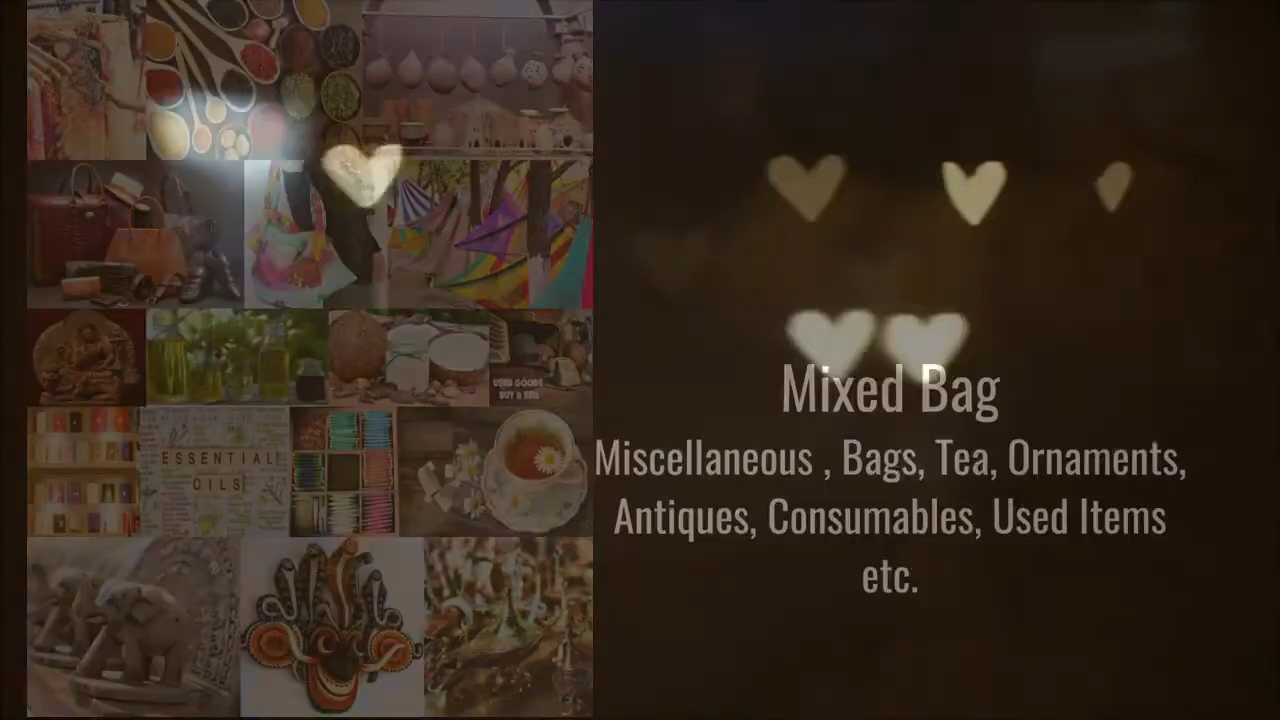 USED GOODS
BUY & SELL
ESSENTIAL
OILS
Mixed Bag
Miscellaneous , Bags, Tea, Ornaments,
Antiques, Consumables, Used Items
etc.